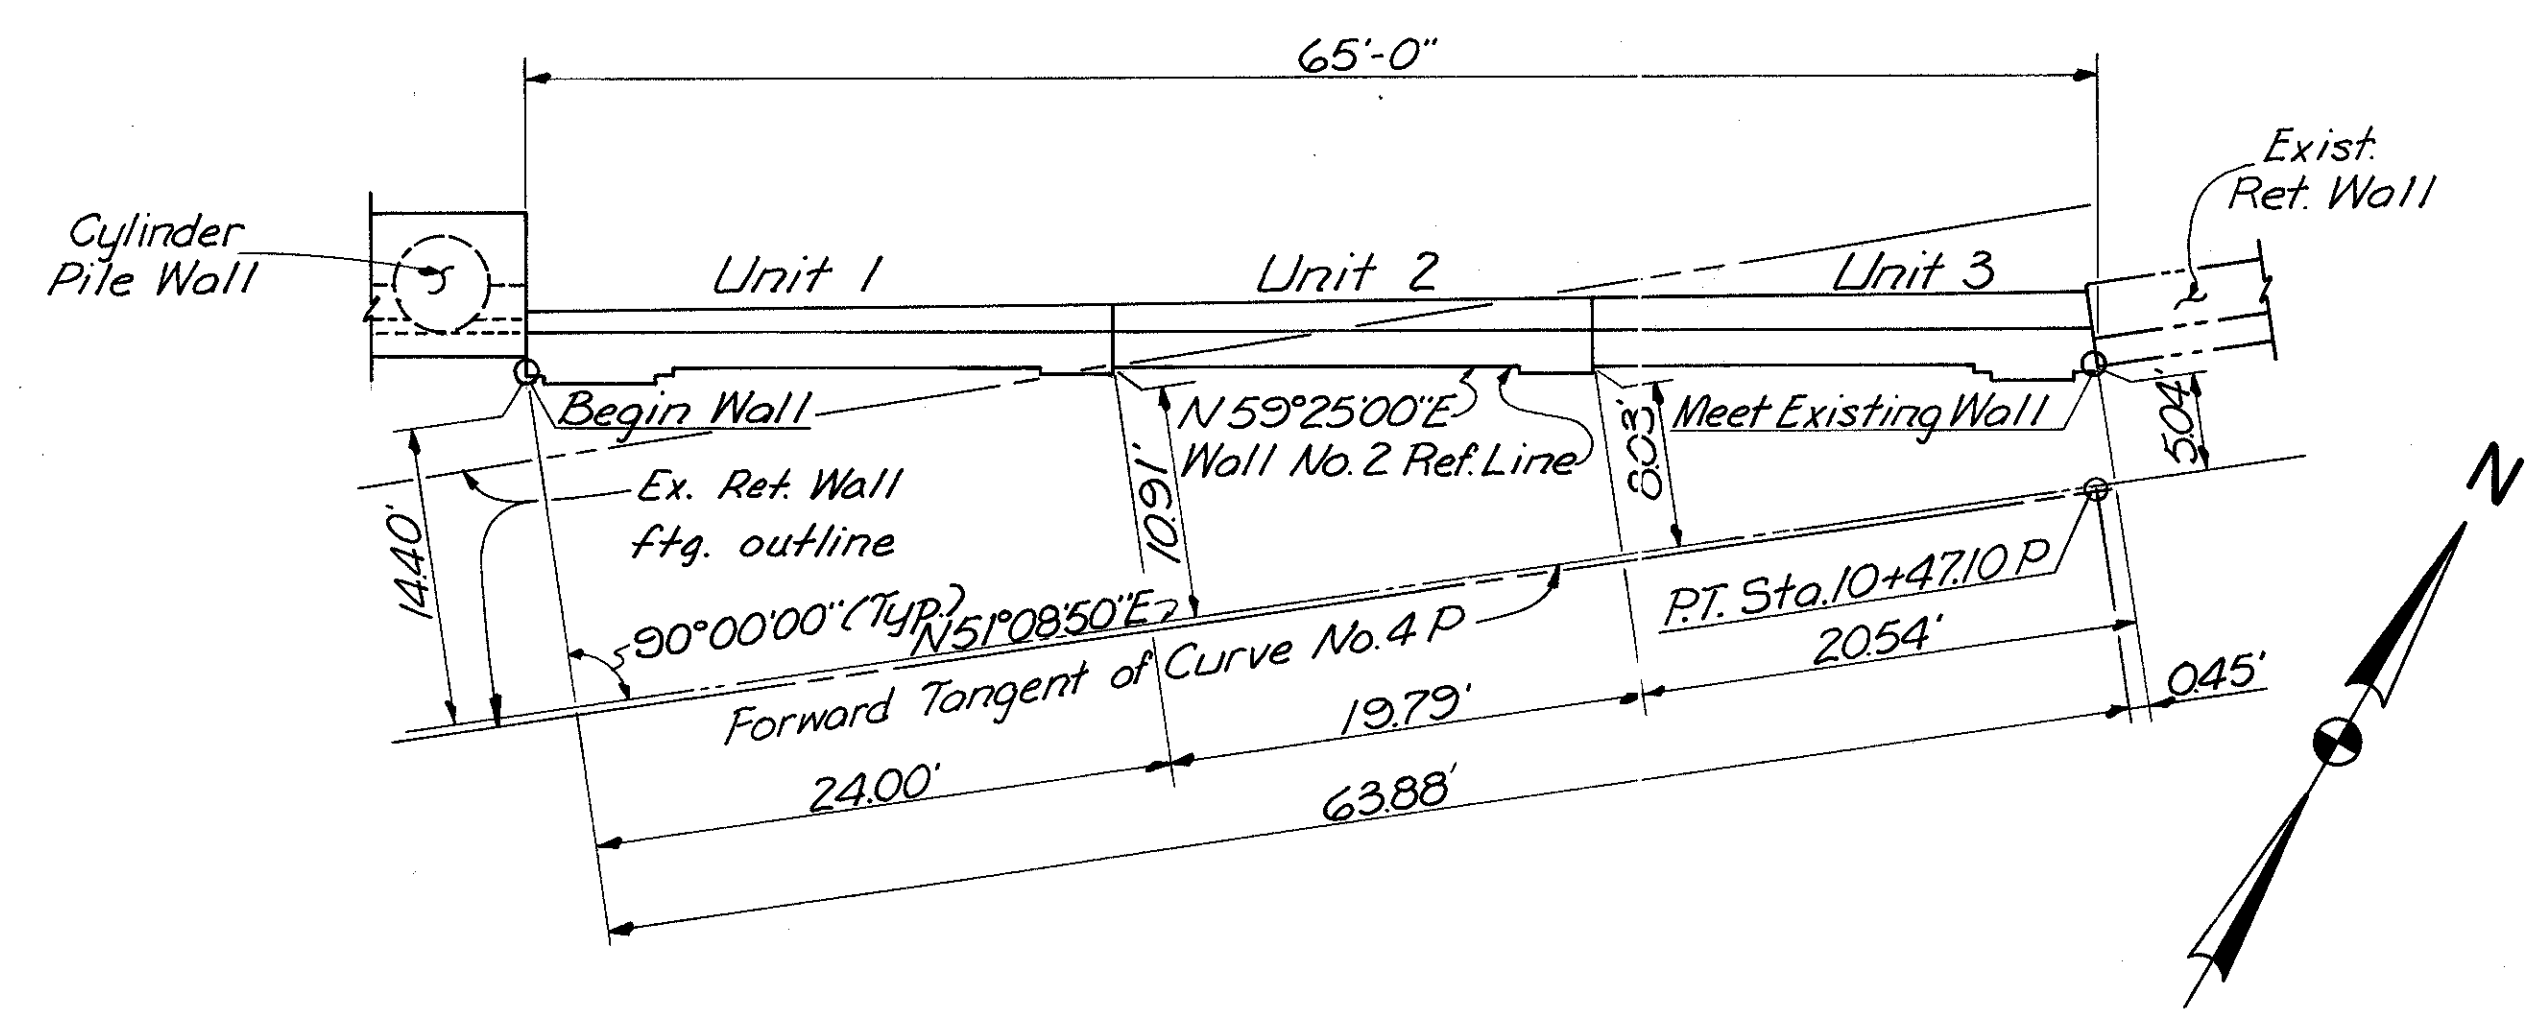 65'-0"
Exist.
Ret. Wall
Cylinder
Pile Wall
Unit 1
Unit 2
Unit 3
Begin Wall
N 59°25'00"E
Wall No. 2 Ref. Line
Meet Existing Wall
5.04'
8.03'
10.91'
14.40'
Ex. Ret. Wall
ftg. outline
N
90°00'00" (Typ.)
N51°08'50"E
Forward Tangent of Curve No. 4 P
P.T. Sta. 10+47.10 P
20.54'
0.45'
19.79'
24.00'
63.88'